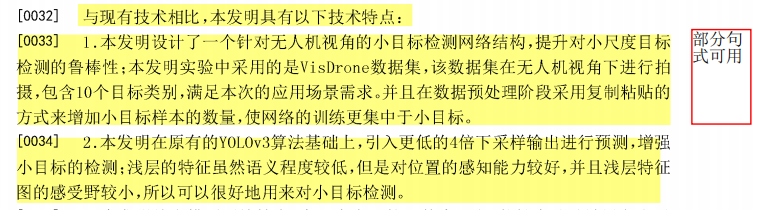 [0032] 与现有技术相比,本发明具有以下技术特点:
[0033] 1.本发明设计了一个针对无人机视角的小目标检测网络结构,提升对小尺度目标
检测的鲁棒性;本发明实验中采用的是VisDrone数据集,该数据集在无人机视角下进行拍
摄,包含10个目标类别,满足本次的应用场景需求。并且在数据预处理阶段采用复制粘贴的
方式来增加小目标样本的数量,使网络的训练更集中于小目标。
[0034] 2.本发明在原有的YOLOv3算法基础上,引入更低的4倍下采样输出进行预测,增强
小目标的检测;浅层的特征虽然语义程度较低,但是对位置的感知能力较好,并且浅层特征
图的感受野较小,所以可以很好地用来对小目标检测。
部分句
式可用